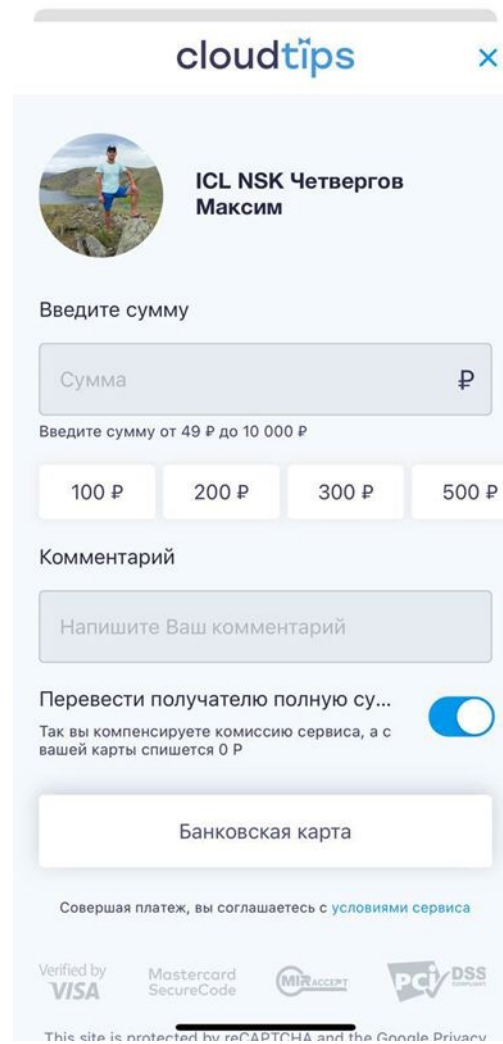 cloudtips
ICL NSK Четвергов
Максим
Введите сумму
Сумма ₽
Введите сумму от 49 ₽ до 10 000 ₽
100 ₽ 200 ₽ 300 ₽ 500 ₽
Комментарий
Напишите Ваш комментарий
Перевести получателю полную су...
Так вы компенсируете комиссию сервиса, а с
вашей карты спишется 0 Р
Банковская карта
Совершая платеж, вы соглашаетесь с условиями сервиса
Verified by
VISA
Mastercard
SecureCode
MIR ACCEPT
PCI DSS
COMPLIANT
This site is protected by reCAPTCHA and the Google Privacy